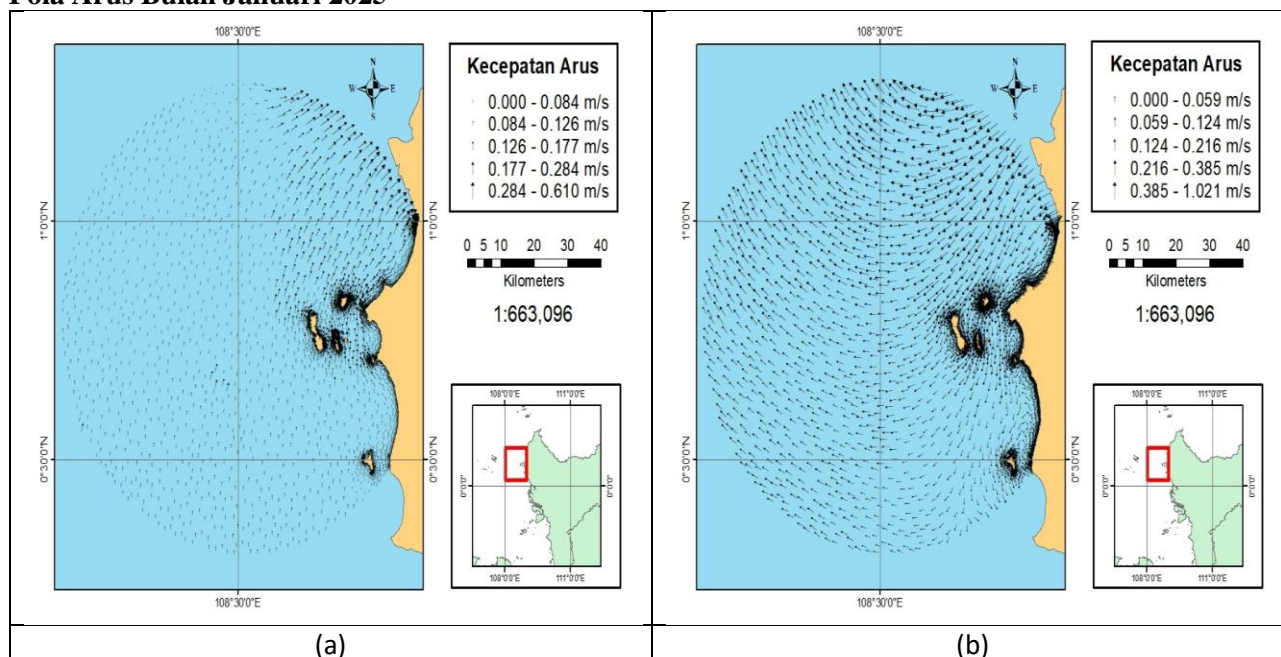 Pola Arus Bulan Januari 2025
108°30'0"E
N
W E
S
1°0'0"N
0°30'0"N
1°0'0"N
0°30'0"N
108°30'0"E
Kecepatan Arus
0.000 - 0.084 m/s
0.084 - 0.126 m/s
0.126 - 0.177 m/s
0.177 - 0.284 m/s
0.284 - 0.610 m/s
0 5 10 20 30 40
Kilometers
1:663,096
108°0'0"E 111°0'0"E
0°0'0" 0°0'0"
108°0'0"E 111°0'0"E
(a)
108°30'0"E
N
W E
S
1°0'0"N
0°30'0"N
1°0'0"N
0°30'0"N
108°30'0"E
Kecepatan Arus
0.000 - 0.059 m/s
0.059 - 0.124 m/s
0.124 - 0.216 m/s
0.216 - 0.385 m/s
0.385 - 1.021 m/s
0 5 10 20 30 40
Kilometers
1:663,096
108°0'0"E 111°0'0"E
0°0'0" 0°0'0"
108°0'0"E 111°0'0"E
(b)